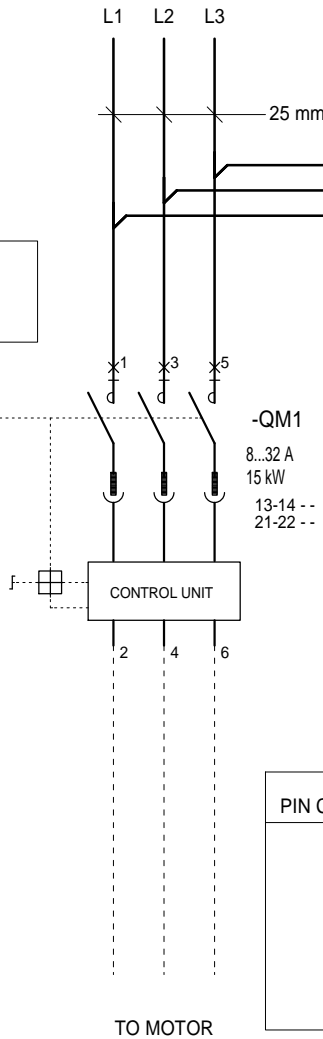 L1 L2 L3
25 mm
1 3 5
-QM1
8...32 A
15 kW
13-14 - -
21-22 - -
CONTROL UNIT
2 4 6
PIN
TO MOTOR